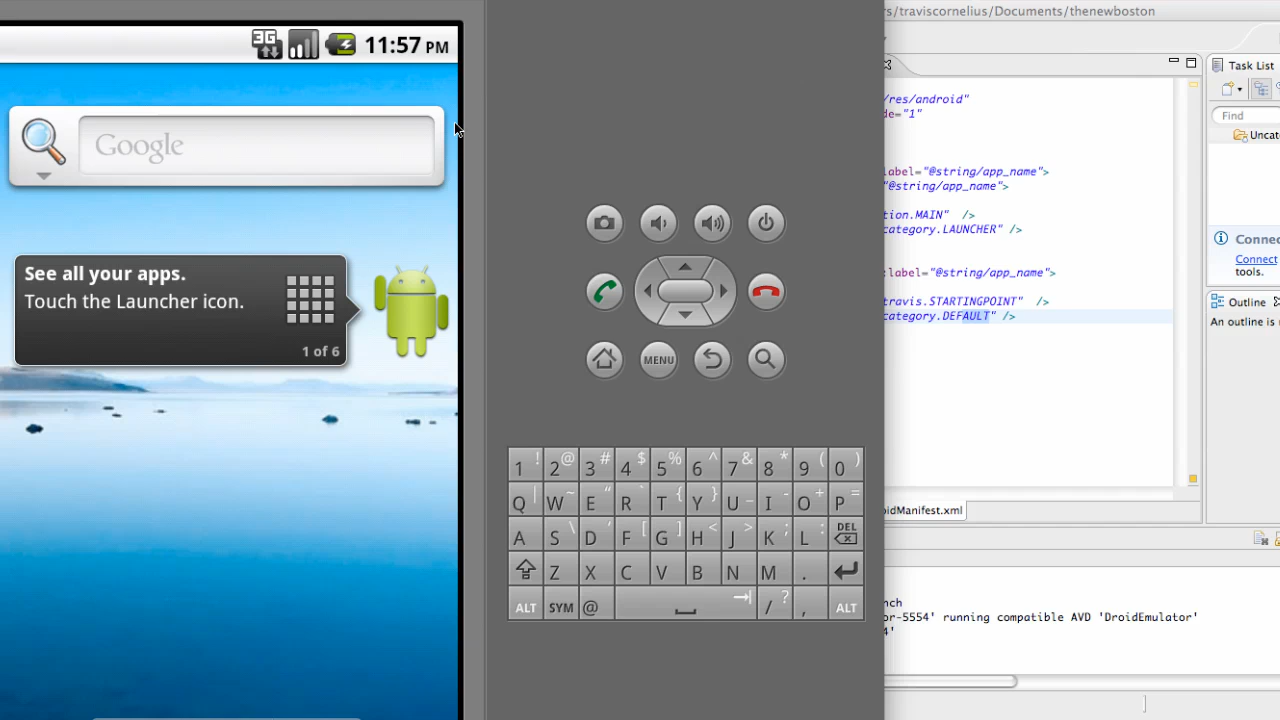 3G
11:57 PM
Google
See all your apps.
Touch the Launcher icon.
1 of 6
MENU
1 ! 2 @ 3 # 4 $ 5 % 6 ^ 7 & 8 * 9 ( 0 )
Q | W ~ E “ R ` T { Y } U _ I - O + P =
A S \ D ' F [ G ] H < J > K ; L : DEL
Z X C V B N M .
ALT SYM @ / ? , ALT
s/traviscornelius/Documents/thenewboston
/res/android"
de="1"
label="@string/app_name">
"@string/app_name">
tion.MAIN" />
category.LAUNCHER" />
:label="@string/app_name">
travis.STARTINGPOINT" />
category.DEFAULT" />
oidManifest.xml
nch
or-5554' running compatible AVD 'DroidEmulator'
4'
Task List
Find
Uncat
Connec
Connect
tools.
Outline
An outline is